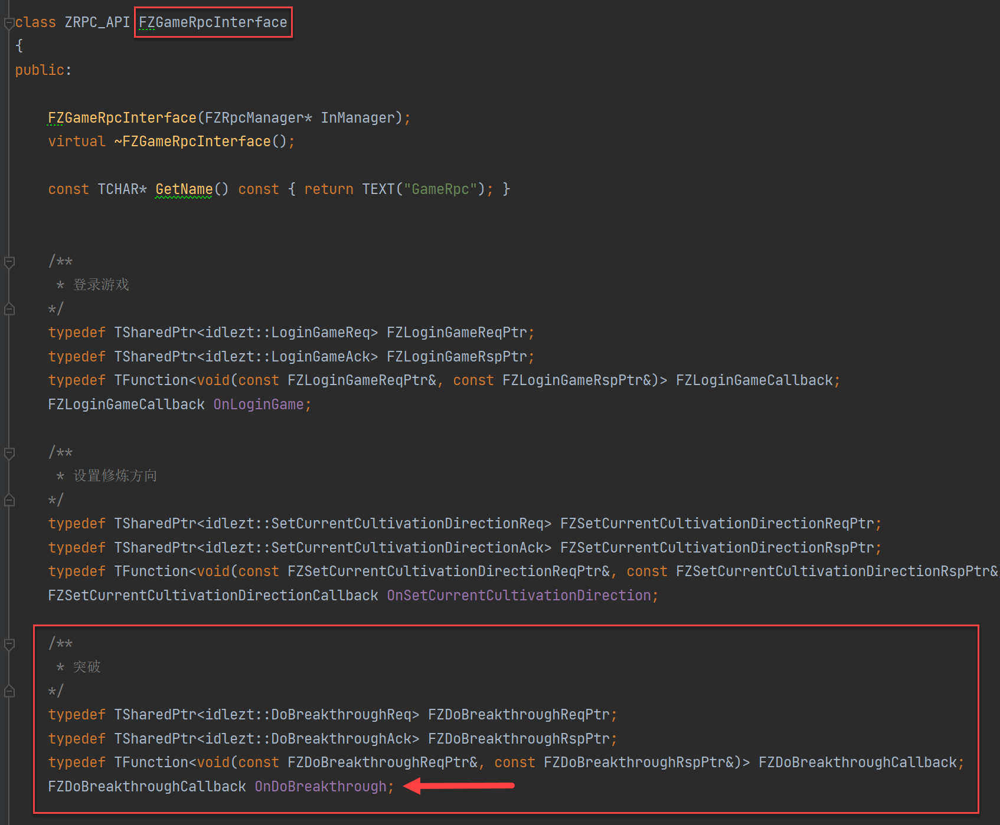 class ZRPC_API FZGameRpcInterface
{
public:
FZGameRpcInterface(FZRpcManager* InManager);
virtual ~FZGameRpcInterface();
const TCHAR* GetName() const { return TEXT("GameRpc"); }
/**
* 登录游戏
*/
typedef TSharedPtr<idlezt::LoginGameReq> FZLoginGameReqPtr;
typedef TSharedPtr<idlezt::LoginGameAck> FZLoginGameRspPtr;
typedef TFunction<void(const FZLoginGameReqPtr&, const FZLoginGameRspPtr&)> FZLoginGameCallback;
FZLoginGameCallback OnLoginGame;
/**
* 设置修炼方向
*/
typedef TSharedPtr<idlezt::SetCurrentCultivationDirectionReq> FZSetCurrentCultivationDirectionReqPtr;
typedef TSharedPtr<idlezt::SetCurrentCultivationDirectionAck> FZSetCurrentCultivationDirectionRspPtr;
typedef TFunction<void(const FZSetCurrentCultivationDirectionReqPtr&, const FZSetCurrentCultivationDirectionRspPtr&
FZSetCurrentCultivationDirectionCallback OnSetCurrentCultivationDirection;
/**
* 突破
*/
typedef TSharedPtr<idlezt::DoBreakthroughReq> FZDoBreakthroughReqPtr;
typedef TSharedPtr<idlezt::DoBreakthroughAck> FZDoBreakthroughRspPtr;
typedef TFunction<void(const FZDoBreakthroughReqPtr&, const FZDoBreakthroughRspPtr&)> FZDoBreakthroughCallback;
FZDoBreakthroughCallback OnDoBreakthrough;